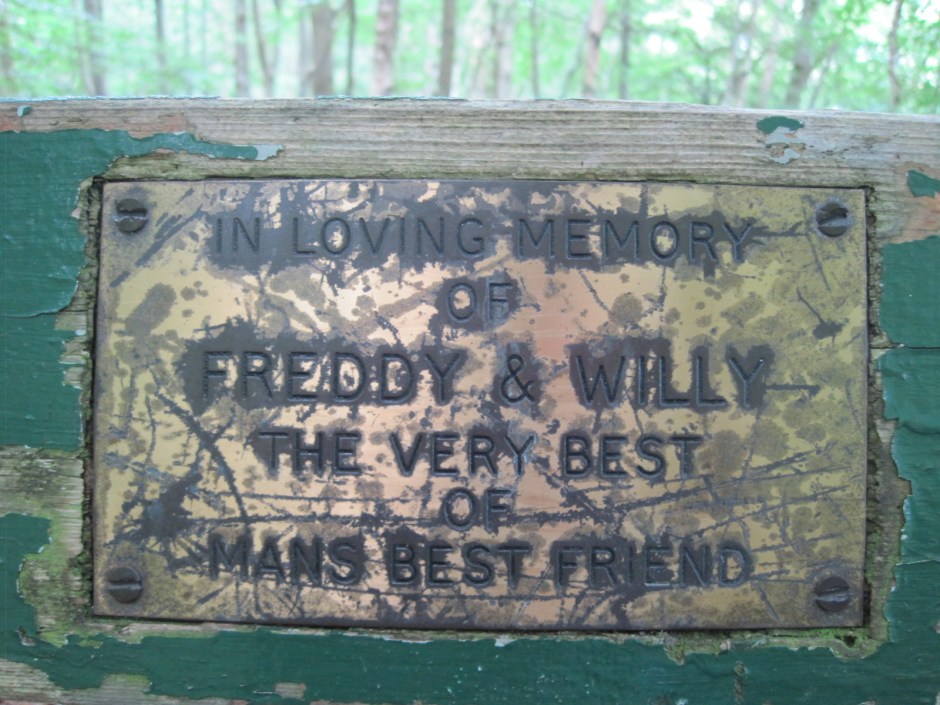 IN LOVING MEMORY
OF
FREDDY & WILLY
THE VERY BEST
OF
MANS BEST FRIEND